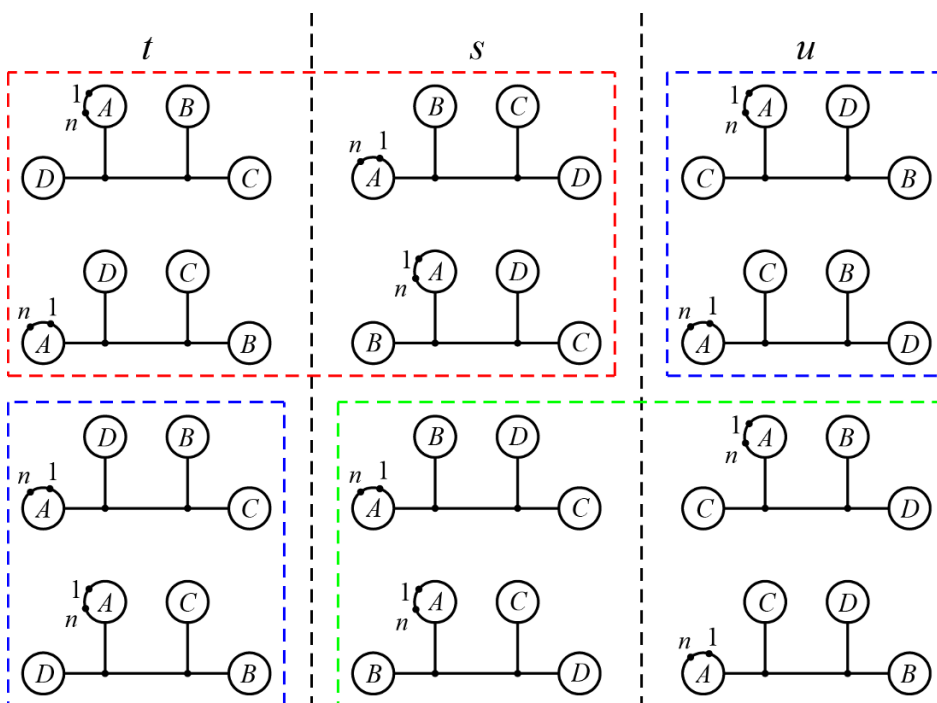 t s u
1 A B B C 1 A D
n n 1 n
D C A D C B
D C 1 A D C B
n 1 n n 1
A B B C A D
D B B D 1 A B
n 1 n 1 n
A C A C C D
1 A C 1 A C C D
n n n 1
D B B D A B